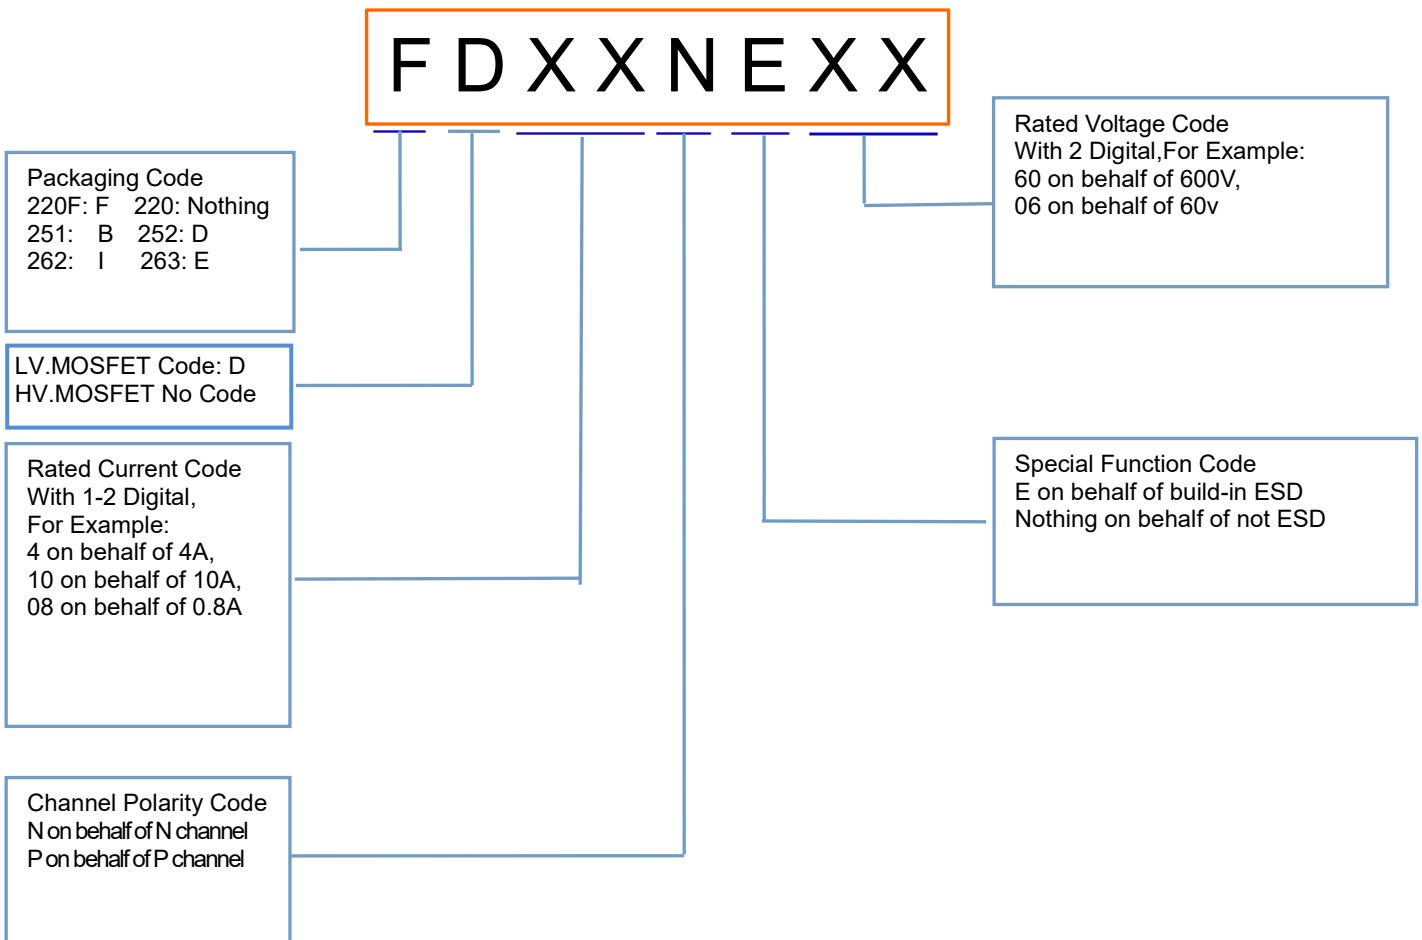 F D X X N E X X
Packaging Code
220F: F 220: Nothing
251: B 252: D
262: I 263: E
LV.MOSFET Code: D
HV.MOSFET No Code
Rated Current Code
With 1-2 Digital,
For Example:
4 on behalf of 4A,
10 on behalf of 10A,
08 on behalf of 0.8A
Channel Polarity Code
N on behalf of N channel
P on behalf of P channel
Rated Voltage Code
With 2 Digital,For Example:
60 on behalf of 600V,
06 on behalf of 60v
Special Function Code
E on behalf of build-in ESD
Nothing on behalf of not ESD